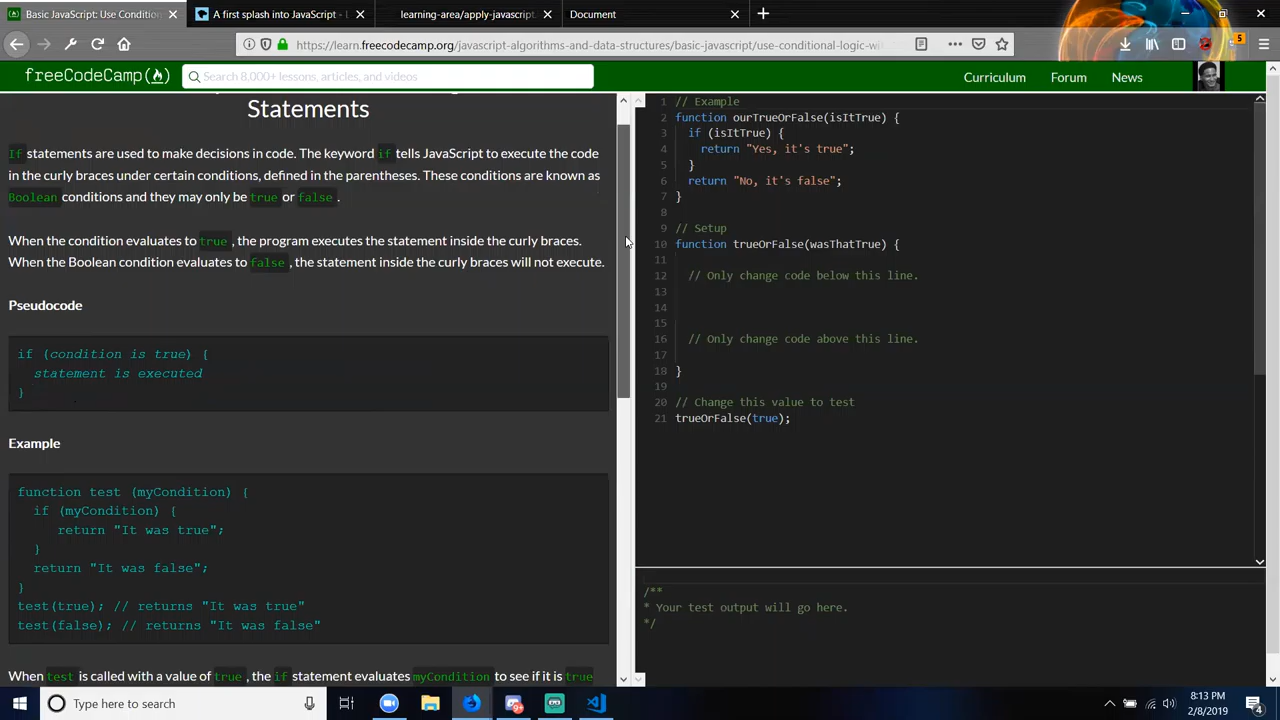 Basic JavaScript: Use Condition
A first splash into JavaScript -
learning-area/apply-javascript.
Document
https://learn.freecodecamp.org/javascript-algorithms-and-data-structures/basic-javascript/use-conditional-logic-wi
5
freeCodeCamp
Search 8,000+ lessons, articles, and videos
Curriculum
Forum
News
Statements
If statements are used to make decisions in code. The keyword if tells JavaScript to execute the code
in the curly braces under certain conditions, defined in the parentheses. These conditions are known as
Boolean conditions and they may only be true or false .
When the condition evaluates to true , the program executes the statement inside the curly braces.
When the Boolean condition evaluates to false , the statement inside the curly braces will not execute.
Pseudocode
if (condition is true) {
statement is executed
}
Example
function test (myCondition) {
if (myCondition) {
return "It was true";
}
return "It was false";
}
test(true); // returns "It was true"
test(false); // returns "It was false"
When test is called with a value of true , the if statement evaluates myCondition to see if it is true
1 // Example
2 function ourTrueOrFalse(isItTrue) {
3 if (isItTrue) {
4 return "Yes, it's true";
5 }
6 return "No, it's false";
7 }
8
9 // Setup
10 function trueOrFalse(wasThatTrue) {
11
12 // Only change code below this line.
13
14
15
16 // Only change code above this line.
17
18 }
19
20 // Change this value to test
21 trueOrFalse(true);
/**
* Your test output will go here.
*/
Type here to search
8:13 PM
2/8/2019
4